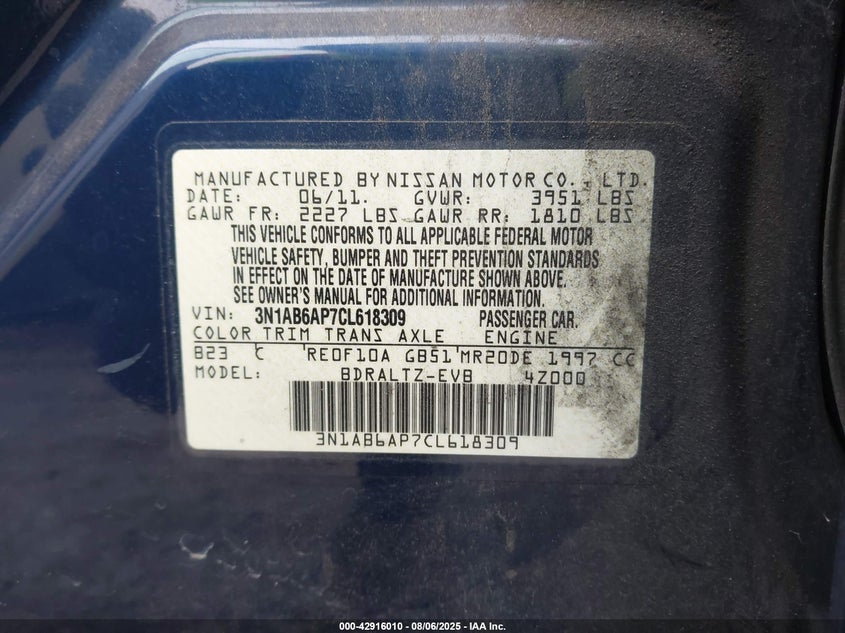 MANUFACTURED BY NISSAN MOTOR CO., LTD.
DATE: 06/11. GVWR: 3951 LBS
GAWR FR: 2227 LBS GAWR RR: 1810 LBS
THIS VEHICLE CONFORMS TO ALL APPLICABLE FEDERAL MOTOR
VEHICLE SAFETY, BUMPER AND THEFT PREVENTION STANDARDS
IN EFFECT ON THE DATE OF MANUFACTURE SHOWN ABOVE.
SEE OWNER'S MANUAL FOR ADDITIONAL INFORMATION.
VIN: 3N1AB6AP7CL618309 PASSENGER CAR.
COLOR TRIM TRANS AXLE ENGINE
B23 C RE0F10A GB51 MR20DE 1997 CC
MODEL: BDRALTZ-EVB 4Z000
3N1AB6AP7CL618309
000-42916010 - 08/06/2025 - IAA Inc.